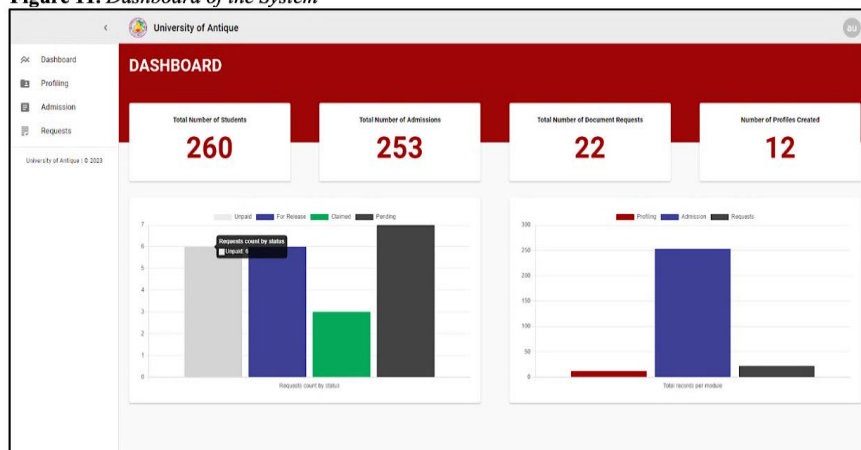 Figure 11. Dashboard of the System
University of Antique
BU
Dashboard
Profiling
Admission
Requests
University of Antique | © 2023
DASHBOARD
Total Number of Students
260
Total Number of Admissions
253
Total Number of Document Requests
22
Number of Profiles Created
12
Unpaid For Release Claimed Pending
7
6
5
4
3
2
1
0
Requests count by status
Unpaid: 6
Requests count by status
Profiling Admission Requests
300
250
200
150
100
50
0
Total records per module